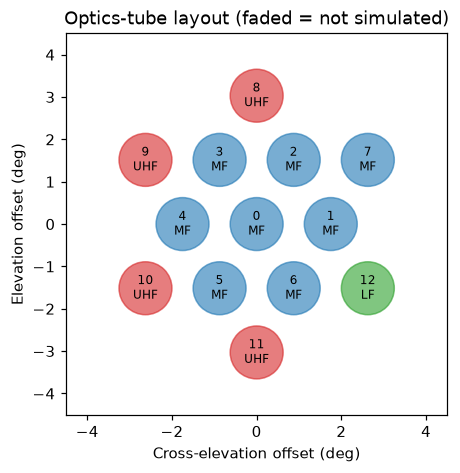 Optics-tube layout (faded = not simulated)
Elevation offset (deg)
4
3
2
1
0
−1
−2
−3
−4
8
UHF
9
UHF
3
MF
2
MF
7
MF
4
MF
0
MF
1
MF
10
UHF
5
MF
6
MF
12
LF
11
UHF
−4
−2
0
2
4
Cross-elevation offset (deg)